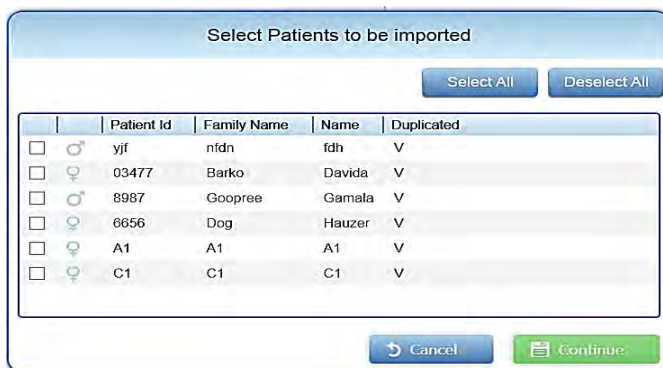 Select Patients to be imported
Select All Deselect All
Patient Id Family Name Name Duplicated
yjf nfdn fdh V
03477 Barko Davida V
8987 Goopree Gamala V
6656 Dog Hauzer V
A1 A1 A1 V
C1 C1 C1 V
Cancel Continue